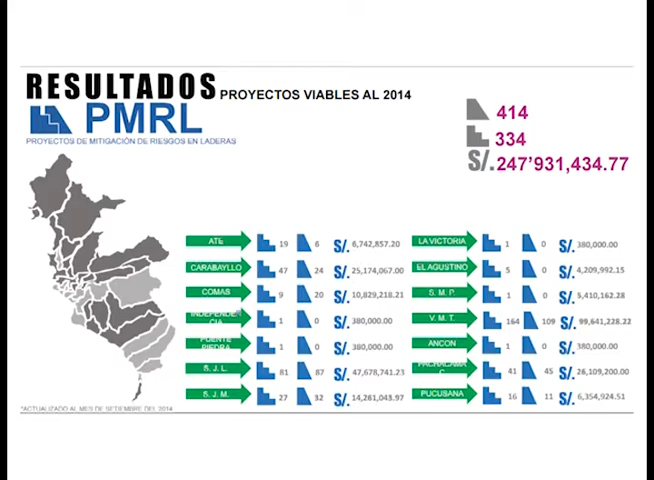 RESULTADOS PROYECTOS VIABLES AL 2014
PMRL
PROYECTOS DE MITIGACIÓN DE RIESGOS EN LADERAS
414
334
S/.247'931,434.77
ATE 19 6 S/. 6,742,857.20
CARABAYLLO 47 24 S/. 25,174,067.00
COMAS 9 20 S/. 10,829,218.21
INDEPENDE CIA 1 0 S/. 380,000.00
PUENTE PIEDRA 1 0 S/. 380,000.00
S. J. L. 81 87 S/. 47,678,741.23
S. J. M. 27 32 S/. 14,261,043.97
LA VICTORIA 1 0 S/. 380,000.00
EL AGUSTINO 5 0 S/. 4,209,992.15
S. M. P. 1 0 S/. 5,410,162.28
V. M. T. 164 109 S/. 99,641,228.22
ANCON 1 0 S/. 380,000.00
PACHACAMA C 41 45 S/. 26,109,200.00
PUCUSANA 16 11 S/. 6,354,924.51
*ACTUALIZADO AL MES DE SETIEMBRE DEL 2014